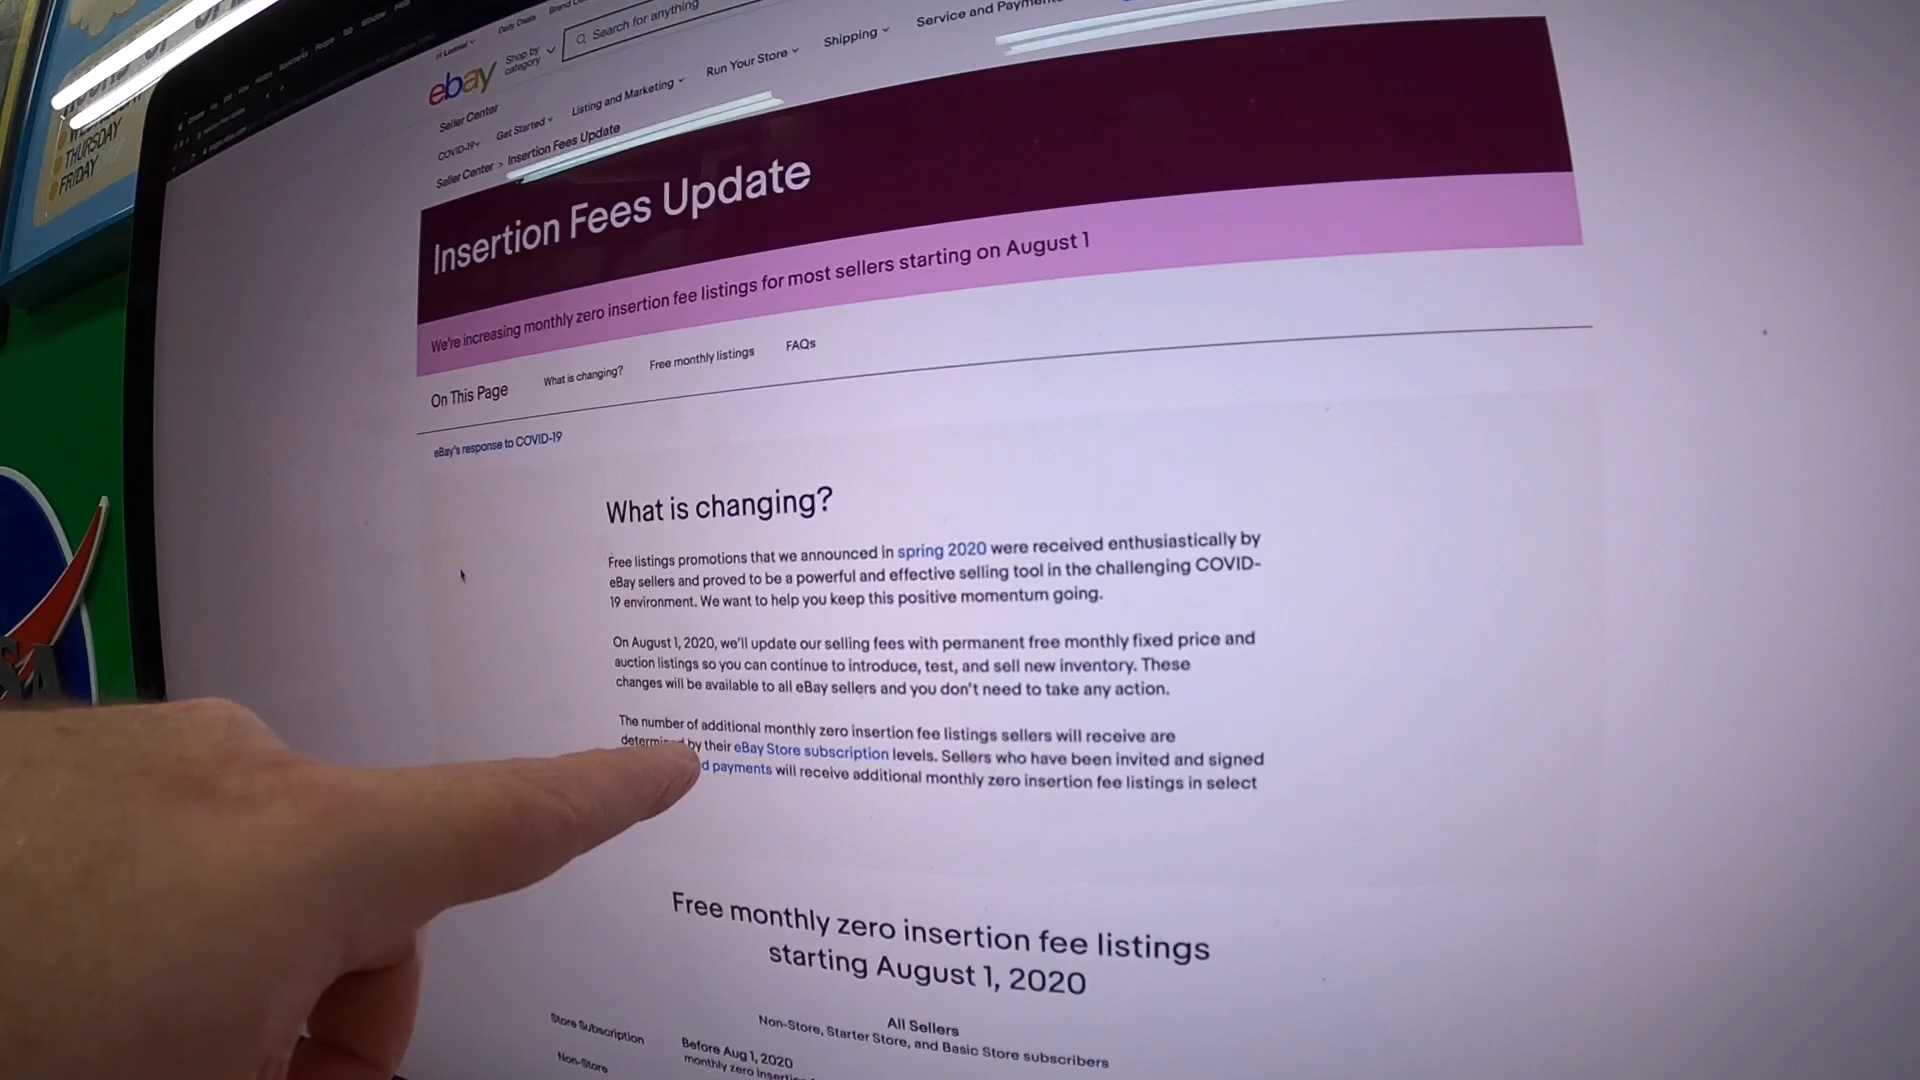 THURSDAY
FRIDAY
Window
Help
Daily Deals
ebay
Shop by category
Search for anything
Seller Center
COVID-19
Get Started
Listing and Marketing
Run Your Store
Shipping
Service and
Seller Center > Insertion Fees Update
Insertion Fees Update
We're increasing monthly zero insertion fee listings for most sellers starting on August 1
On This Page
What is changing?
Free monthly listings
FAQs
eBay's response to COVID-19
What is changing?
Free listings promotions that we announced in spring 2020 were received enthusiastically by
eBay sellers and proved to be a powerful and effective selling tool in the challenging COVID-
19 environment. We want to help you keep this positive momentum going.
On August 1, 2020, we'll update our selling fees with permanent free monthly fixed price and
auction listings so you can continue to introduce, test, and sell new inventory. These
changes will be available to all eBay sellers and you don't need to take any action.
The number of additional monthly zero insertion fee listings sellers will receive are
by their eBay Store subscription levels. Sellers who have been invited and signed
payments will receive additional monthly zero insertion fee listings in select
Free monthly zero insertion fee listings
starting August 1, 2020
Store Subscription
All Sellers
Non-Store, Starter Store, and Basic Store subscribers
Before Aug 1, 2020
Non-Store
monthly zero